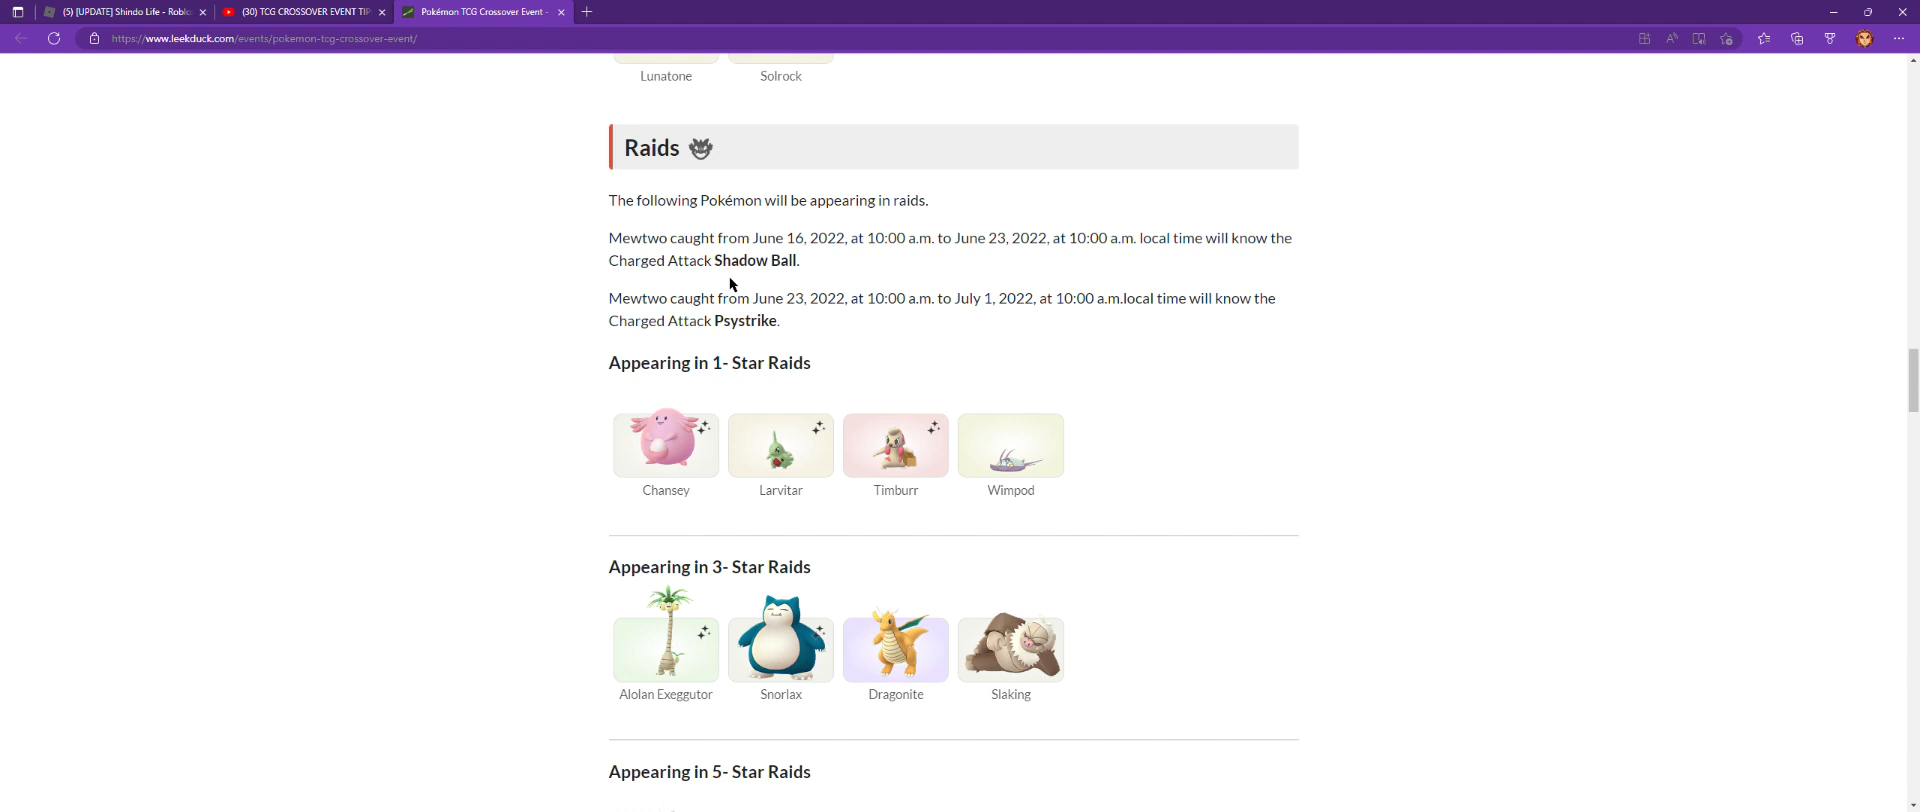 (5) [UPDATE] Shindo Life - Roblo
(30) TCG CROSSOVER EVENT TIP
Pokémon TCG Crossover Event -
https://www.leekduck.com/events/pokemon-tcg-crossover-event/
Lunatone Solrock
Raids
The following Pokémon will be appearing in raids.
Mewtwo caught from June 16, 2022, at 10:00 a.m. to June 23, 2022, at 10:00 a.m. local time will know the
Charged Attack Shadow Ball.
Mewtwo caught from June 23, 2022, at 10:00 a.m. to July 1, 2022, at 10:00 a.m.local time will know the
Charged Attack Psystrike.
Appearing in 1- Star Raids
Chansey Larvitar Timburr Wimpod
Appearing in 3- Star Raids
Alolan Exeggutor Snorlax Dragonite Slaking
Appearing in 5- Star Raids